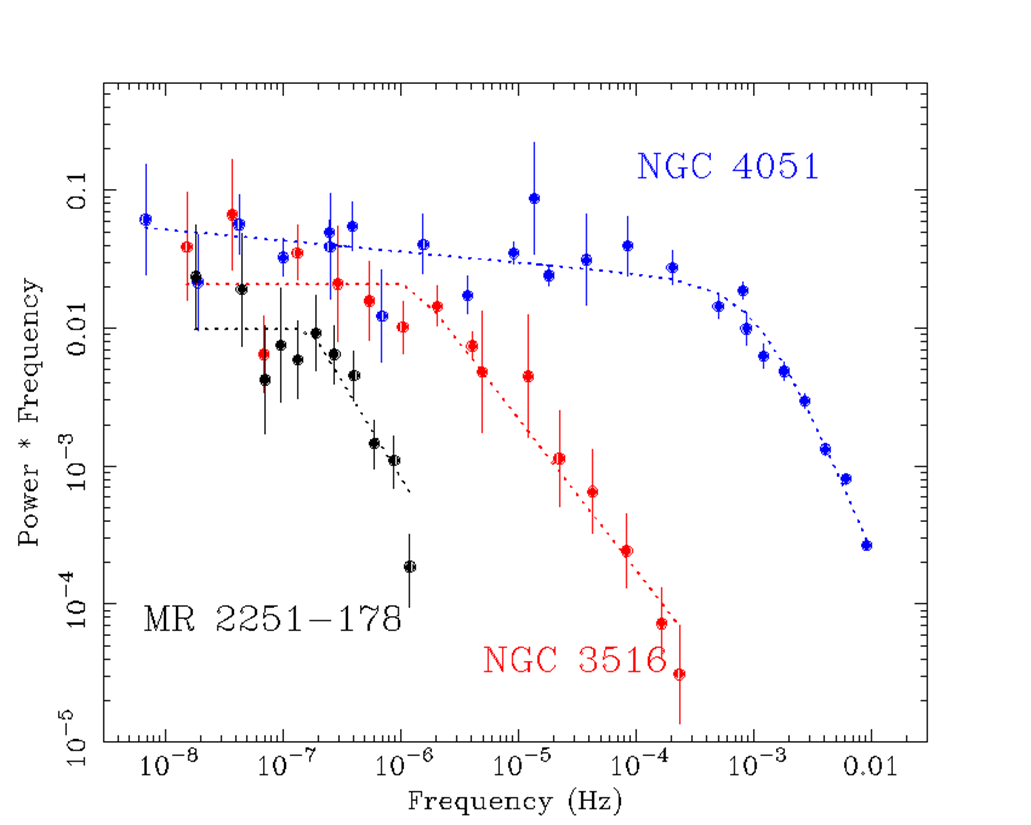 NGC 4051
0.1
0.01
10⁻³
10⁻⁴
10⁻⁵
Power * Frequency
MR 2251−178
NGC 3516
10⁻⁸ 10⁻⁷ 10⁻⁶ 10⁻⁵ 10⁻⁴ 10⁻³ 0.01
Frequency (Hz)